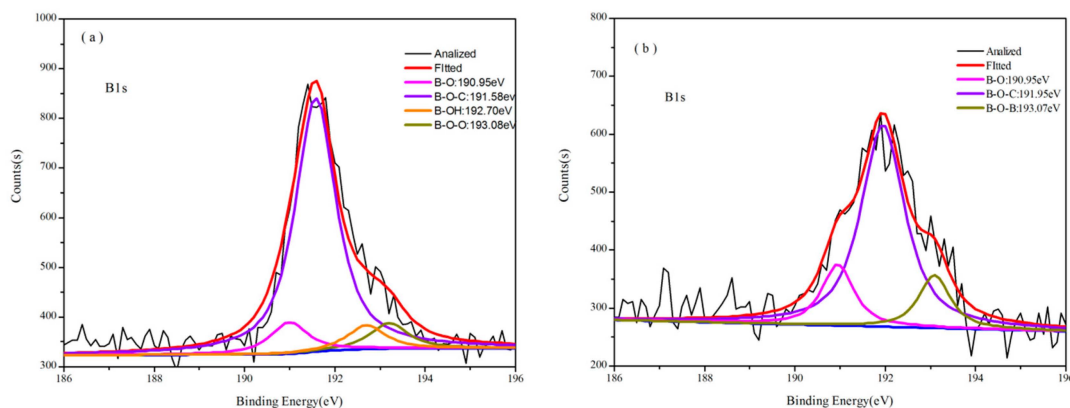 ( a )
B1s
Analized
FItted
B-O:190.95eV
B-O-C:191.58ev
B-OH:192.70eV
B-O-O:193.08eV
Counts(s)
1000
900
800
700
600
500
400
300
186
188
190
192
194
196
Binding Energy(eV)
( b )
B1s
Analized
FItted
B-O:190.95eV
B-O-C:191.95eV
B-O-B:193.07eV
Counts(s)
800
700
600
500
400
300
200
186
188
190
192
194
196
Binding Energy(eV)